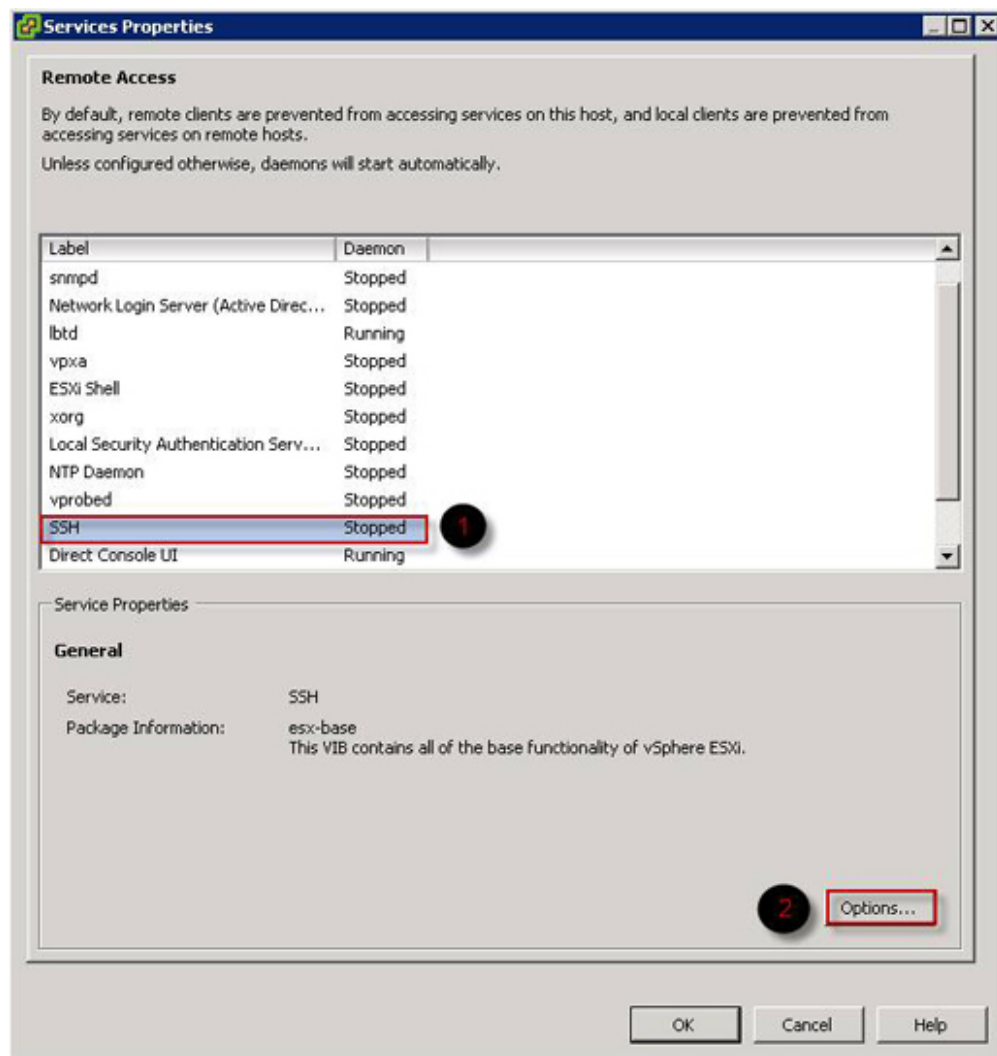 Services Properties
Remote Access
By default, remote clients are prevented from accessing services on this host, and local clients are prevented from
accessing services on remote hosts.
Unless configured otherwise, daemons will start automatically.
Label Daemon
snmpd Stopped
Network Login Server (Active Direc... Stopped
lbtd Running
vpxa Stopped
ESXi Shell Stopped
xorg Stopped
Local Security Authentication Serv... Stopped
NTP Daemon Stopped
vprobed Stopped
SSH Stopped 1
Direct Console UI Running
Service Properties
General
Service: SSH
Package Information: esx-base
This VIB contains all of the base functionality of vSphere ESXi.
2 Options...
OK Cancel Help